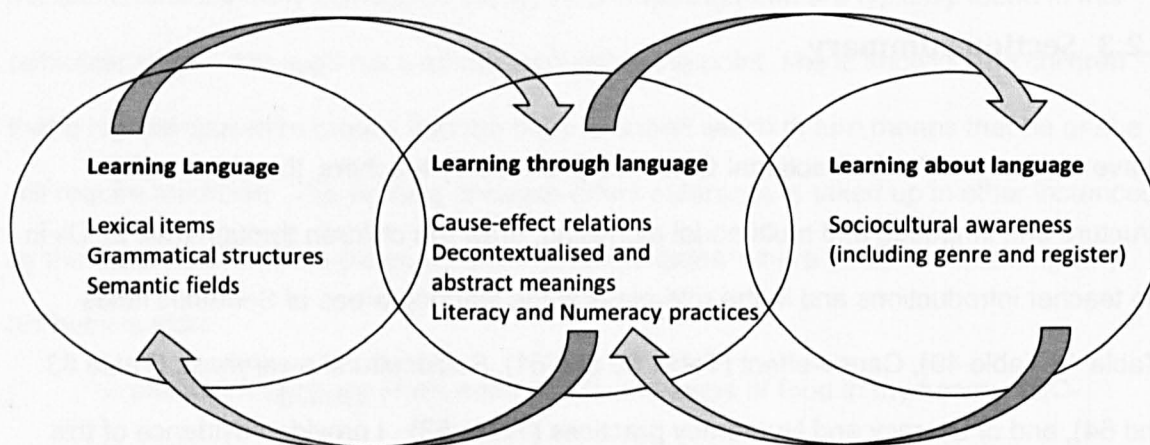 Learning Language
Lexical items
Grammatical structures
Semantic fields
Learning through language
Cause-effect relations
Decontextualised and
abstract meanings
Literacy and Numeracy practices
Learning about language
Sociocultural awareness
(including genre and register)